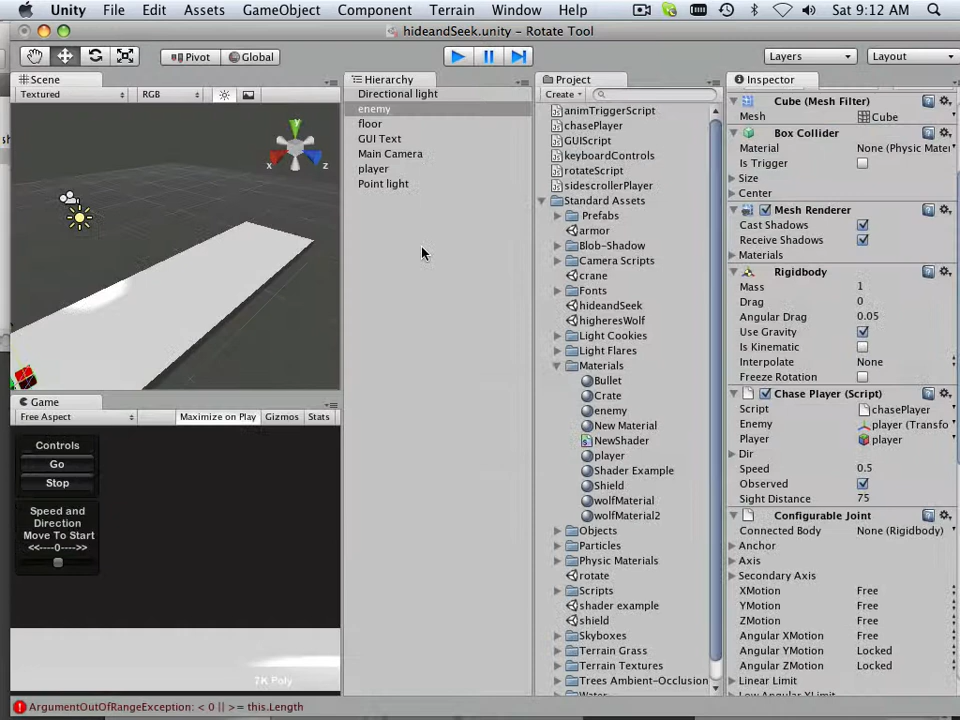 Unity File Edit Assets GameObject Component Terrain Window Help Sat 9:12 AM
hideandSeek.unity - Rotate Tool
Pivot Global Layers Layout
Scene
Textured RGB
y
x z
Hierarchy
Directional light
enemy
floor
GUI Text
Main Camera
player
Point light
Game
Free Aspect Maximize on Play Gizmos Stats
Controls
Go
Stop
Speed and
Direction
Move To Start
<<----0---->>
7K Poly
Project
Create
animTriggerScript
chasePlayer
GUIScript
keyboardControls
rotateScript
sidescrollerPlayer
Standard Assets
Prefabs
armor
Blob-Shadow
Camera Scripts
crane
Fonts
hideandSeek
higheresWolf
Light Cookies
Light Flares
Materials
Bullet
Crate
enemy
New Material
NewShader
player
Shader Example
Shield
wolfMaterial
wolfMaterial2
Objects
Particles
Physic Materials
rotate
Scripts
shader example
shield
Skyboxes
Terrain Grass
Terrain Textures
Trees Ambient-Occlusion
Inspector
Cube (Mesh Filter)
Mesh Cube
Box Collider
Material None (Physic Mater
Is Trigger
Size
Center
Mesh Renderer
Cast Shadows
Receive Shadows
Materials
Rigidbody
Mass 1
Drag 0
Angular Drag 0.05
Use Gravity
Is Kinematic
Interpolate None
Freeze Rotation
Chase Player (Script)
Script chasePlayer
Enemy player (Transfo
Player player
Dir
Speed 0.5
Observed
Sight Distance 75
Configurable Joint
Connected Body None (Rigidbody)
Anchor
Axis
Secondary Axis
XMotion Free
YMotion Free
ZMotion Free
Angular XMotion Free
Angular YMotion Locked
Angular ZMotion Locked
Linear Limit
ArgumentOutOfRangeException: < 0 || >= this.Length